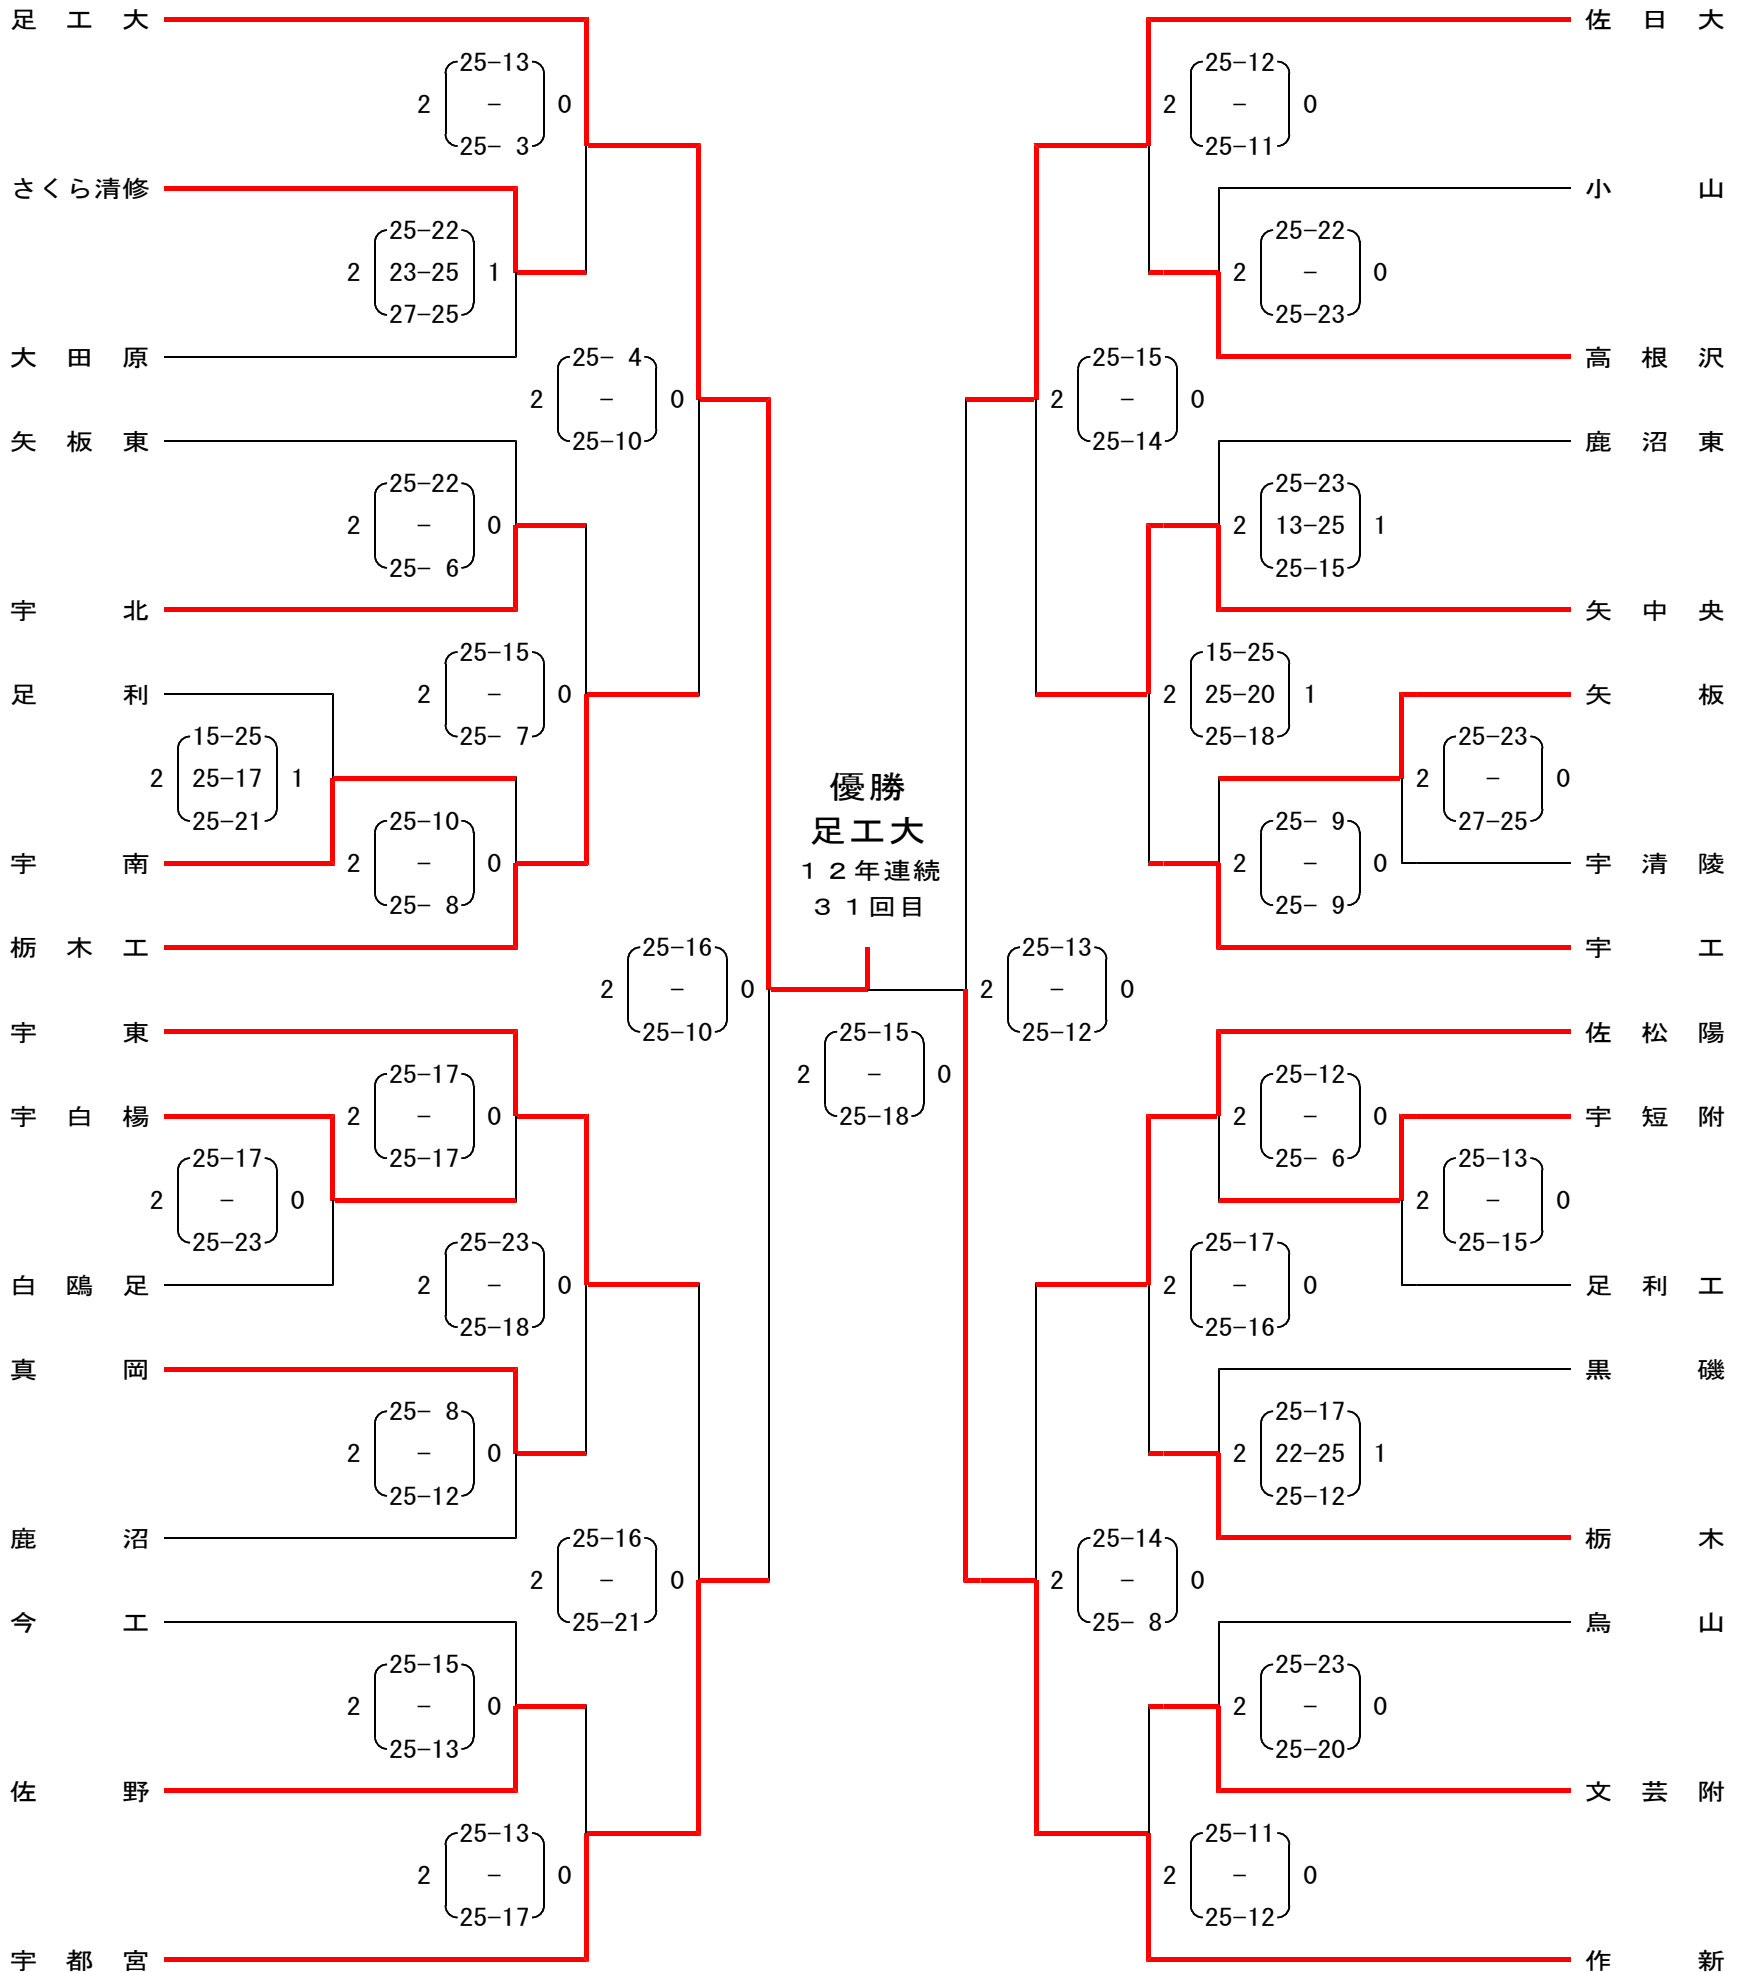 足工大
25-13
2 - 0
25- 3
さくら清修
25-22
2 23-25 1
27-25
大田原
25- 4
2 - 0
25-10
矢板東
25-22
2 - 0
25- 6
宇北
25-15
2 - 0
25- 7
足利
15-25
2 25-17 1
25-21
宇南
25-10
2 - 0
25- 8
栃木工
25-16
2 - 0
25-10
宇東
25-17
2 - 0
25-17
宇白楊
25-17
2 - 0
25-23
白鴎足
25-23
2 - 0
25-18
真岡
25- 8
2 - 0
25-12
鹿沼
25-16
2 - 0
25-21
今工
25-15
2 - 0
25-13
佐野
25-13
2 - 0
25-17
宇都宮
優勝
足工大
12年連続
31回目
25-15
2 - 0
25-18
佐日大
25-12
2 - 0
25-11
小山
25-22
2 - 0
25-23
高根沢
25-15
2 - 0
25-14
鹿沼東
25-23
2 13-25 1
25-15
矢中央
15-25
2 25-20 1
25-18
矢板
25-23
2 - 0
27-25
宇清陵
25- 9
2 - 0
25- 9
宇工
25-13
2 - 0
25-12
佐松陽
25-12
2 - 0
25- 6
宇短附
25-13
2 - 0
25-15
足利工
25-17
2 - 0
25-16
黒磯
25-17
2 22-25 1
25-12
栃木
25-14
2 - 0
25- 8
烏山
25-23
2 - 0
25-20
文芸附
25-11
2 - 0
25-12
作新